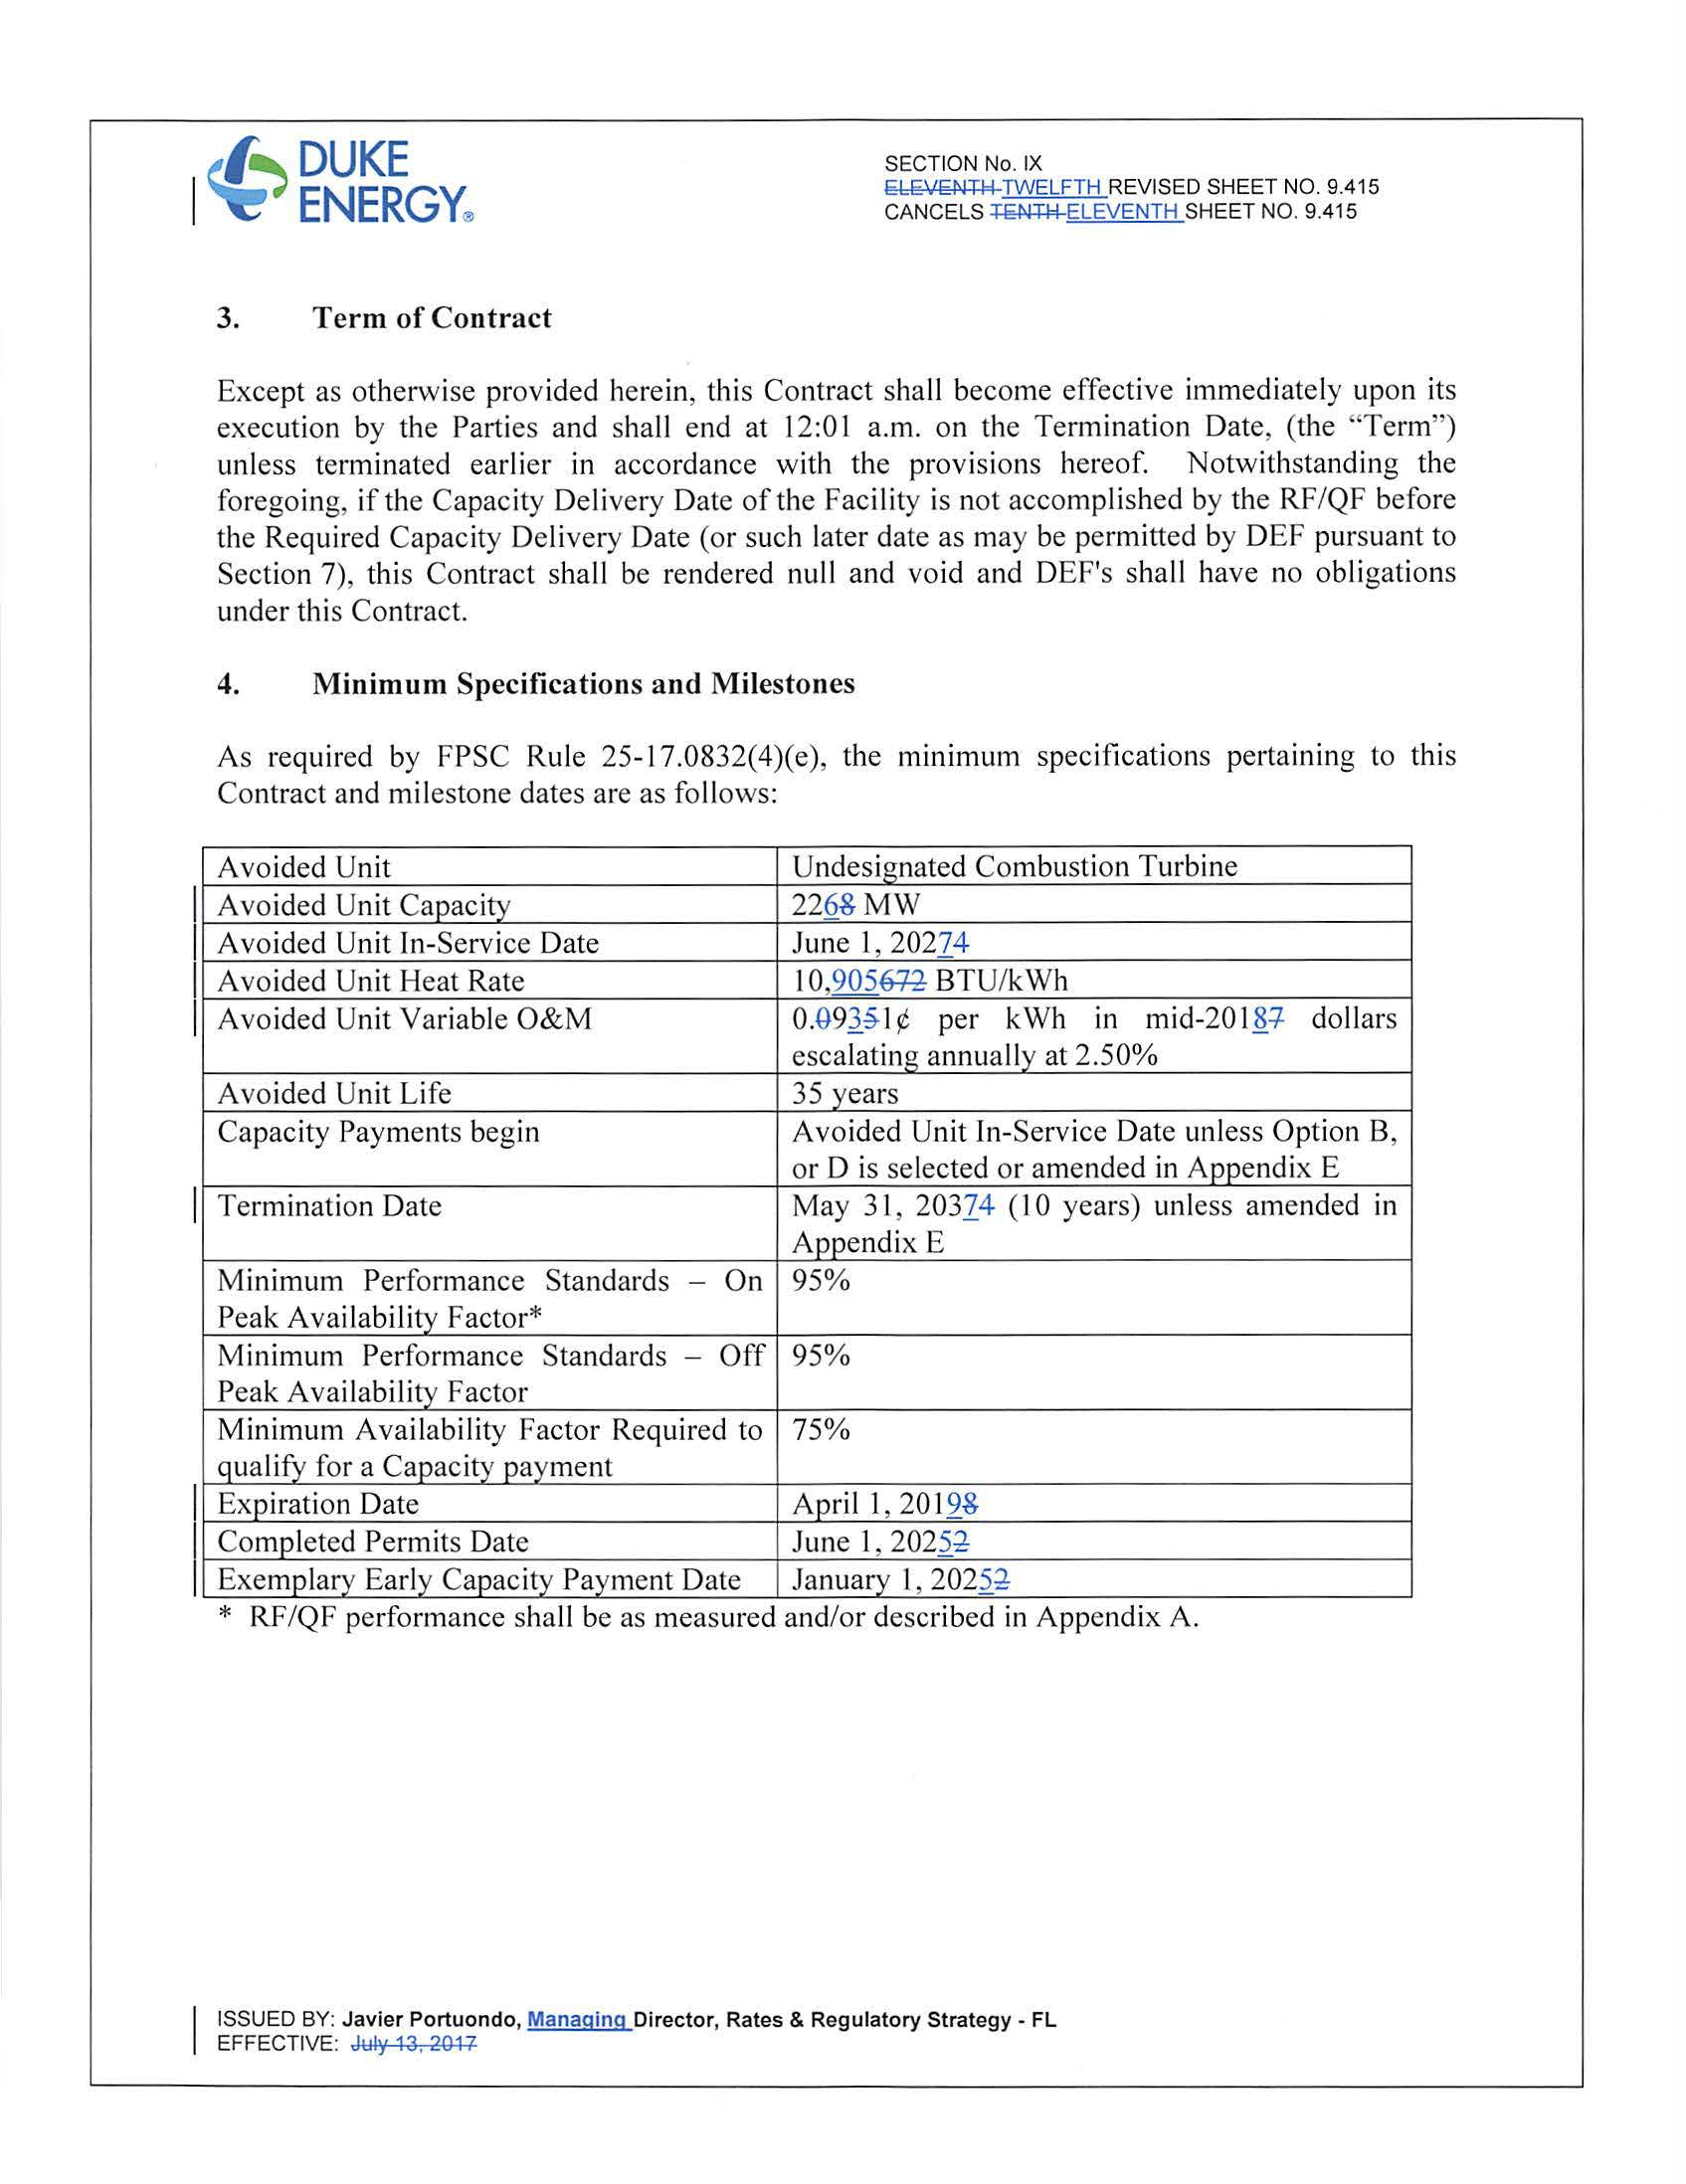 DUKE
ENERGY®
SECTION No. IX
ELEVENTH TWELFTH REVISED SHEET NO. 9.415
CANCELS TENTH ELEVENTH SHEET NO. 9.415
3. Term of Contract
Except as otherwise provided herein, this Contract shall become effective immediately upon its
execution by the Parties and shall end at 12:01 a.m. on the Termination Date, (the “Term”)
unless terminated earlier in accordance with the provisions hereof. Notwithstanding the
foregoing, if the Capacity Delivery Date of the Facility is not accomplished by the RF/QF before
the Required Capacity Delivery Date (or such later date as may be permitted by DEF pursuant to
Section 7), this Contract shall be rendered null and void and DEF's shall have no obligations
under this Contract.
4. Minimum Specifications and Milestones
As required by FPSC Rule 25-17.0832(4)(e), the minimum specifications pertaining to this
Contract and milestone dates are as follows:
Avoided Unit Undesignated Combustion Turbine
Avoided Unit Capacity 2268 MW
Avoided Unit In-Service Date June 1, 20274
Avoided Unit Heat Rate 10,905672 BTU/kWh
Avoided Unit Variable O&M 0.09351¢ per kWh in mid-20187 dollars
escalating annually at 2.50%
Avoided Unit Life 35 years
Capacity Payments begin Avoided Unit In-Service Date unless Option B,
or D is selected or amended in Appendix E
Termination Date May 31, 20374 (10 years) unless amended in
Appendix E
Minimum Performance Standards – On 95%
Peak Availability Factor*
Minimum Performance Standards – Off 95%
Peak Availability Factor
Minimum Availability Factor Required to 75%
qualify for a Capacity payment
Expiration Date April 1, 20198
Completed Permits Date June 1, 20252
Exemplary Early Capacity Payment Date January 1, 20252
* RF/QF performance shall be as measured and/or described in Appendix A.
ISSUED BY: Javier Portuondo, Managing Director, Rates & Regulatory Strategy - FL
EFFECTIVE: July 13, 2017